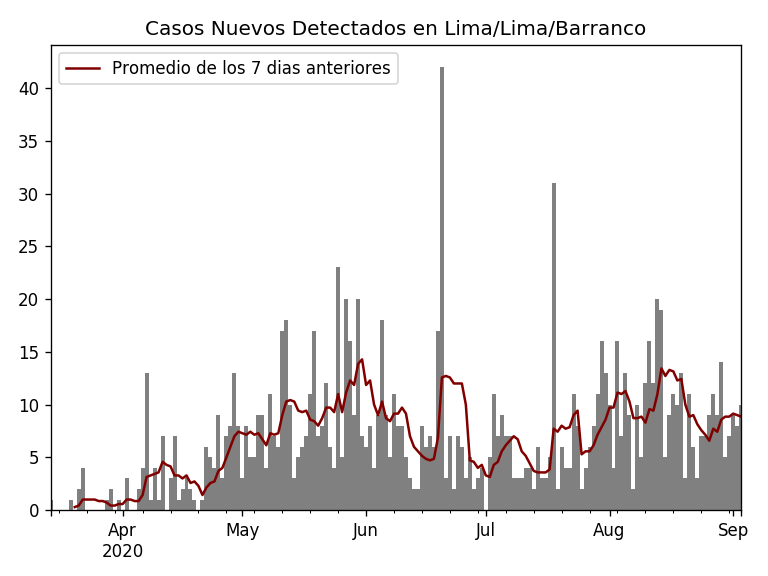 Casos Nuevos Detectados en Lima/Lima/Barranco
Promedio de los 7 dias anteriores
40
35
30
25
20
15
10
5
0
Apr
2020
May
Jun
Jul
Aug
Sep